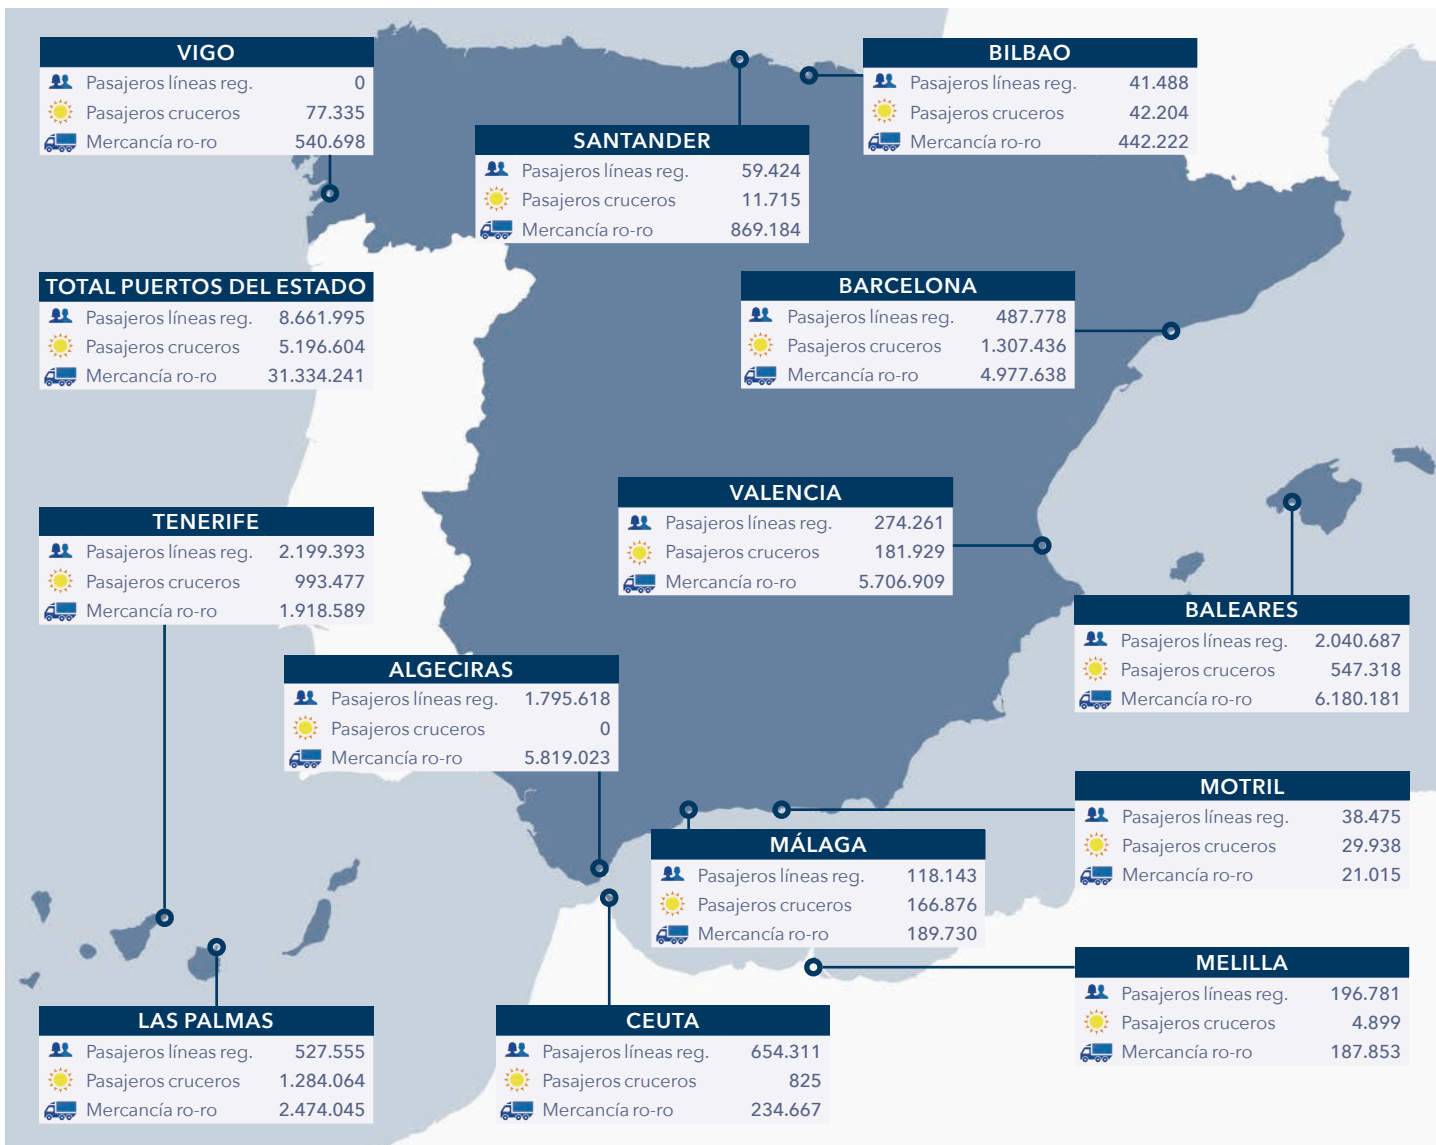 VIGO
Pasajeros líneas reg. 0
Pasajeros cruceros 77.335
Mercancía ro-ro 540.698
BILBAO
Pasajeros líneas reg. 41.488
Pasajeros cruceros 42.204
Mercancía ro-ro 442.222
SANTANDER
Pasajeros líneas reg. 59.424
Pasajeros cruceros 11.715
Mercancía ro-ro 869.184
TOTAL PUERTOS DEL ESTADO
Pasajeros líneas reg. 8.661.995
Pasajeros cruceros 5.196.604
Mercancía ro-ro 31.334.241
BARCELONA
Pasajeros líneas reg. 487.778
Pasajeros cruceros 1.307.436
Mercancía ro-ro 4.977.638
VALENCIA
Pasajeros líneas reg. 274.261
Pasajeros cruceros 181.929
Mercancía ro-ro 5.706.909
TENERIFE
Pasajeros líneas reg. 2.199.393
Pasajeros cruceros 993.477
Mercancía ro-ro 1.918.589
BALEARES
Pasajeros líneas reg. 2.040.687
Pasajeros cruceros 547.318
Mercancía ro-ro 6.180.181
ALGECIRAS
Pasajeros líneas reg. 1.795.618
Pasajeros cruceros 0
Mercancía ro-ro 5.819.023
MOTRIL
Pasajeros líneas reg. 38.475
Pasajeros cruceros 29.938
Mercancía ro-ro 21.015
MÁLAGA
Pasajeros líneas reg. 118.143
Pasajeros cruceros 166.876
Mercancía ro-ro 189.730
MELILLA
Pasajeros líneas reg. 196.781
Pasajeros cruceros 4.899
Mercancía ro-ro 187.853
LAS PALMAS
Pasajeros líneas reg. 527.555
Pasajeros cruceros 1.284.064
Mercancía ro-ro 2.474.045
CEUTA
Pasajeros líneas reg. 654.311
Pasajeros cruceros 825
Mercancía ro-ro 234.667